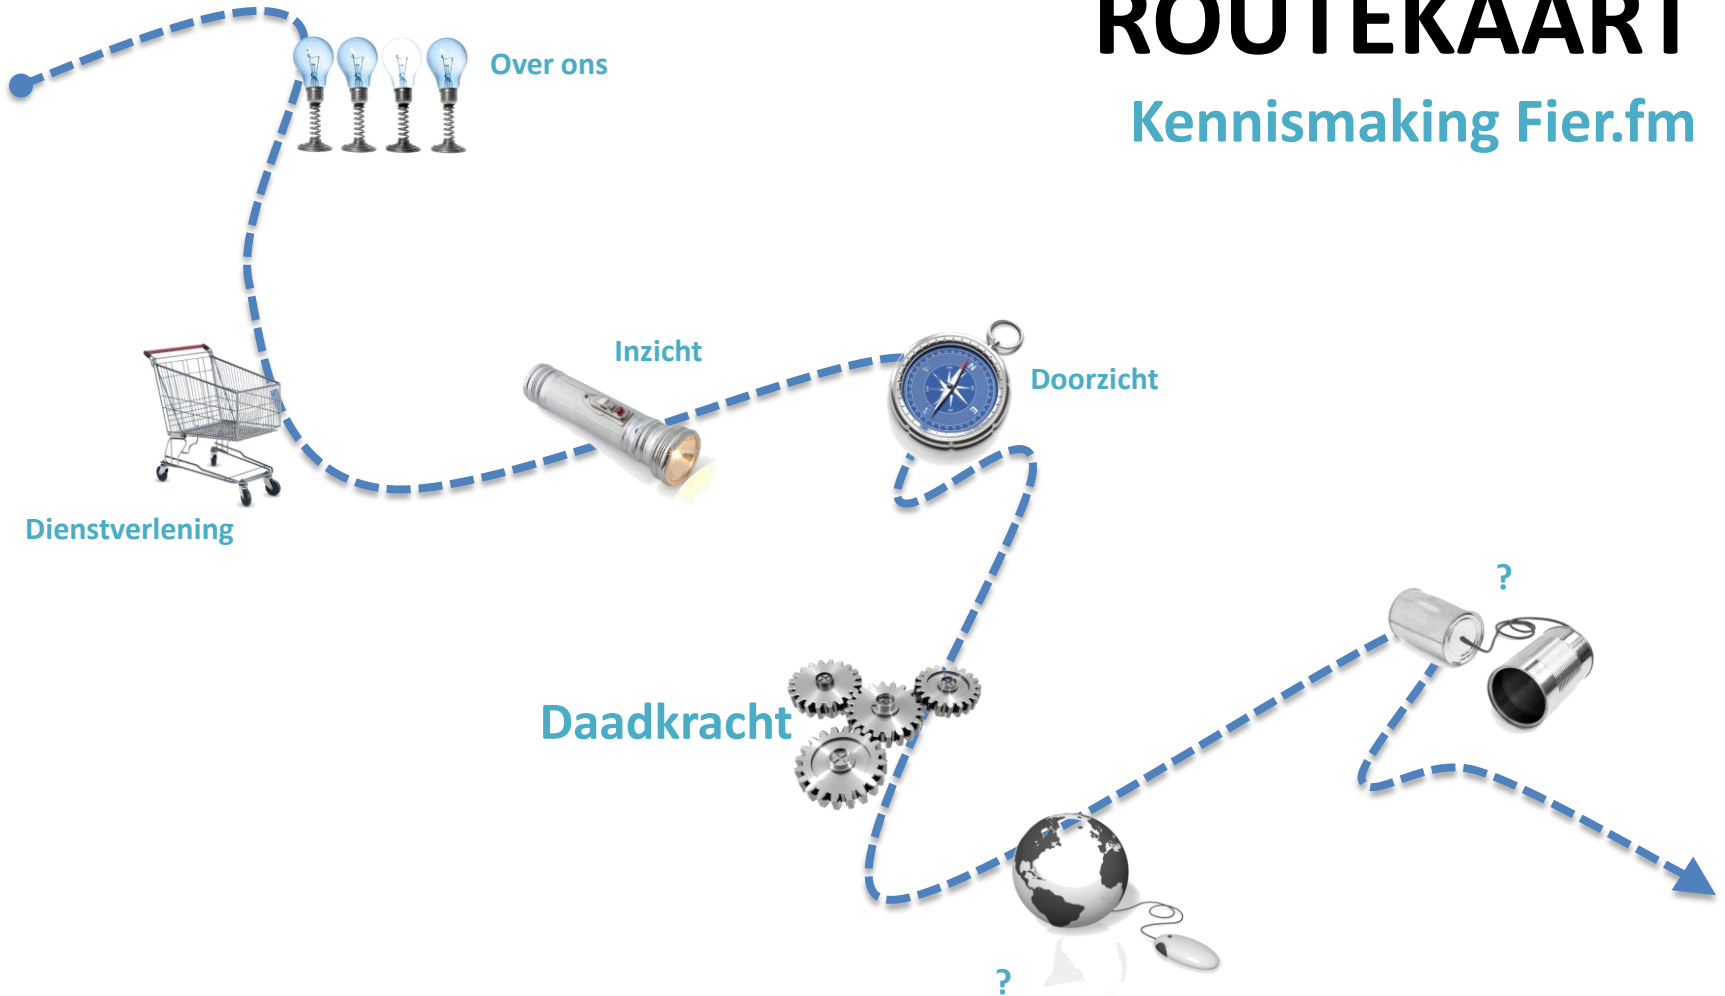 ROUTEKAART
Kennismaking Fier.fm
Over ons
Inzicht
Doorzicht
Dienstverlening
?
Daadkracht
?